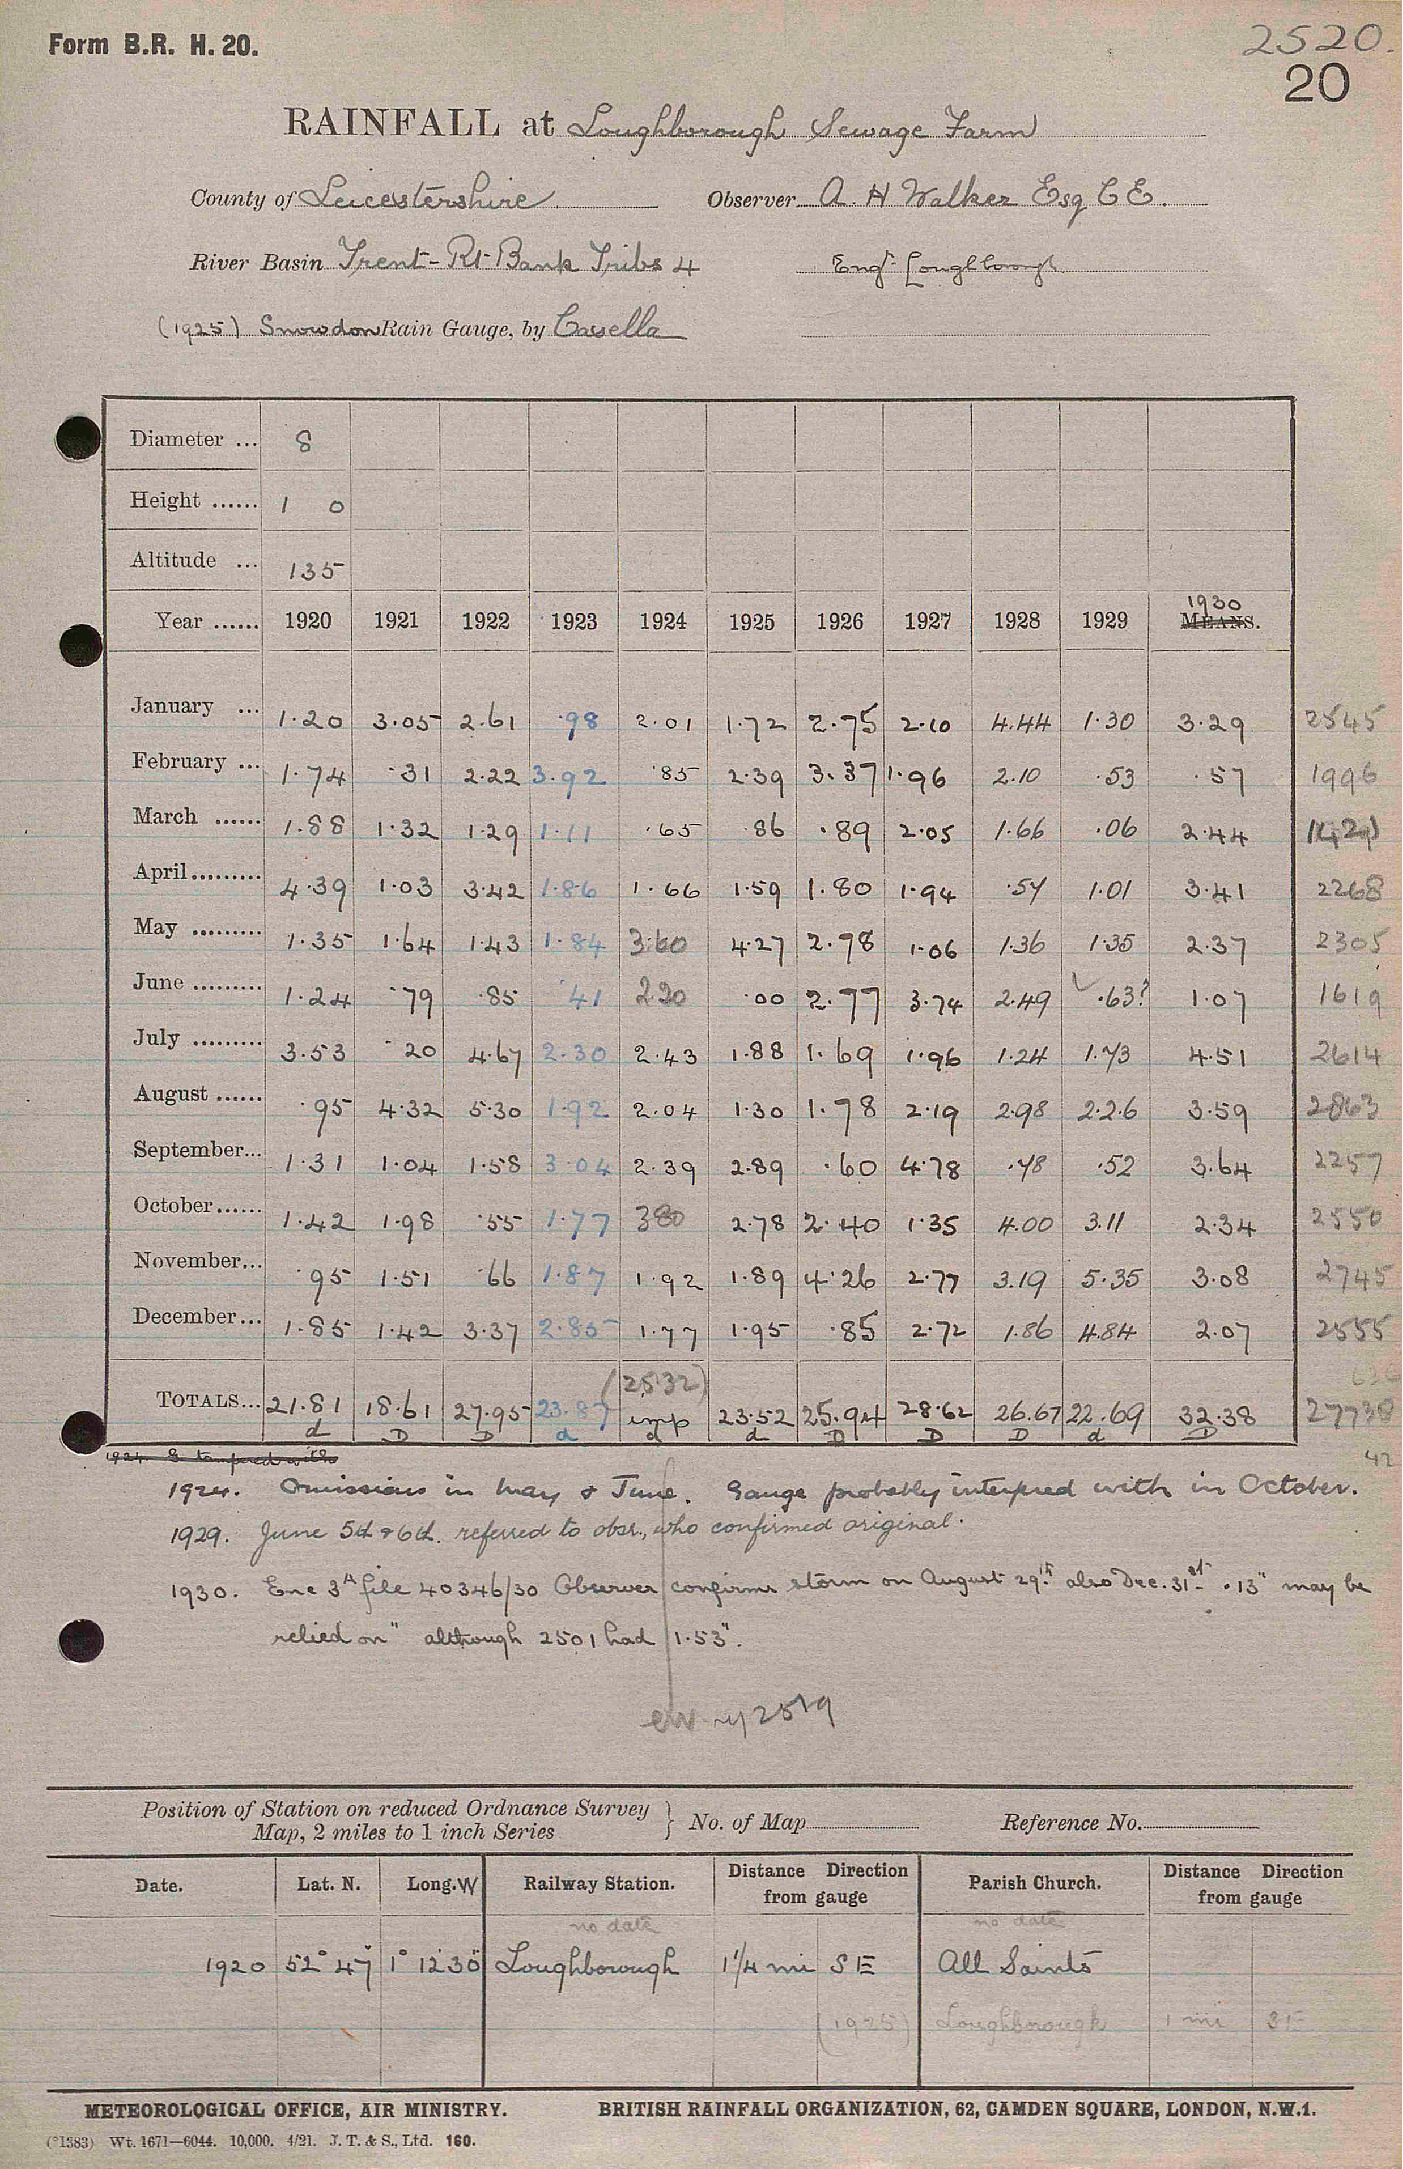 Form B.R. H. 20.
2520.
20
RAINFALL at Loughborough Sewage Farm
County of Leicestershire Observer A. H Walker Esq C E.
River Basin Trent - Rt Bank Tribs 4 Engr. Loughborough
(1925) Snowdon Rain Gauge, by Casella
Diameter ... 8
Height ...... 1 0
Altitude ... 135
Year ...... 1920 1921 1922 1923 1924 1925 1926 1927 1928 1929 1930 MEANS.
January ... 1.20 3.05 2.61 .98 2.01 1.72 2.75 2.10 4.44 1.30 3.29 2545
February ... 1.74 .31 2.22 3.92 .85 2.39 3.37 1.96 2.10 .53 .57 1996
March ...... 1.88 1.32 1.29 1.11 .65 .86 .89 2.05 1.66 .06 2.44 1421
April......... 4.39 1.03 3.42 1.86 1.66 1.59 1.80 1.94 .57 1.01 3.41 2268
May ......... 1.35 1.64 1.43 1.84 3.60 4.27 2.78 1.06 1.36 1.35 2.37 2305
June ......... 1.24 .79 .85 .41 220 .00 2.77 3.74 2.49 .63? 1.07 1619
July ......... 3.53 .20 4.67 2.30 2.43 1.88 1.69 1.96 1.24 1.73 4.51 2614
August ...... .95 4.32 5.30 1.92 2.04 1.30 1.78 2.19 2.98 2.26 3.59 2863
September... 1.31 1.04 1.58 3.04 2.39 2.89 .60 4.78 .78 .52 3.64 2257
October...... 1.42 1.98 .55 1.77 380 2.78 2.40 1.35 4.00 3.11 2.34 2550
November... .95 1.51 .66 1.87 1.92 1.89 4.26 2.77 3.19 5.35 3.08 2745
December... 1.85 1.42 3.37 2.85 1.77 1.95 .85 2.72 1.86 4.84 2.07 2555
(2532)
TOTALS... 21.81 18.61 27.95 23.87 imp 23.52 25.94 28.62 26.67 22.69 32.38 27738
d D D d d d D D D d D
1924. & tampered with
42
1924. Omissions in May & June. Gauge probably interfered with in October.
1929. June 5th & 6th. referred to obsr., who confirmed original.
1930. Enc 3A file 40346/30 Observer confirms storm on August 29th also Dec. 31st .13" may be
relied on" although 2501 had 1.53".
2519
Position of Station on reduced Ordnance Survey
Map, 2 miles to 1 inch Series } No. of Map Reference No.
Date. Lat. N. Long. W Railway Station. Distance Direction from gauge Parish Church. Distance Direction from gauge
no date no date
1920 52° 47' 1° 12' 30" Loughborough 1 1/4 mi S E All Saints
(1925) Loughborough 1 mi SE
METEOROLOGICAL OFFICE, AIR MINISTRY. BRITISH RAINFALL ORGANIZATION, 62, CAMDEN SQUARE, LONDON, N.W.1.
(*1383) Wt. 1671—6044. 10,000. 4/21. J. T. & S., Ltd. 160.